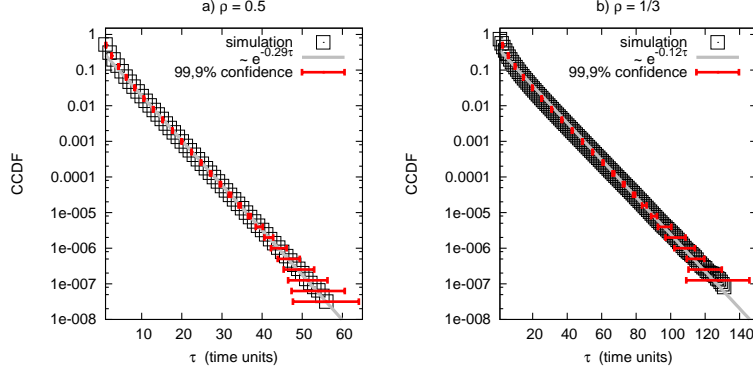 a) ρ = 0.5
1
0.1
0.01
0.001
0.0001
1e-005
1e-006
1e-007
1e-008
CCDF
simulation
~ e^-0.29τ
99,9% confidence
10 20 30 40 50 60
τ (time units)
b) ρ = 1/3
1
0.1
0.01
0.001
0.0001
1e-005
1e-006
1e-007
1e-008
CCDF
simulation
~ e^-0.12τ
99,9% confidence
20 40 60 80 100 120 140
τ (time units)